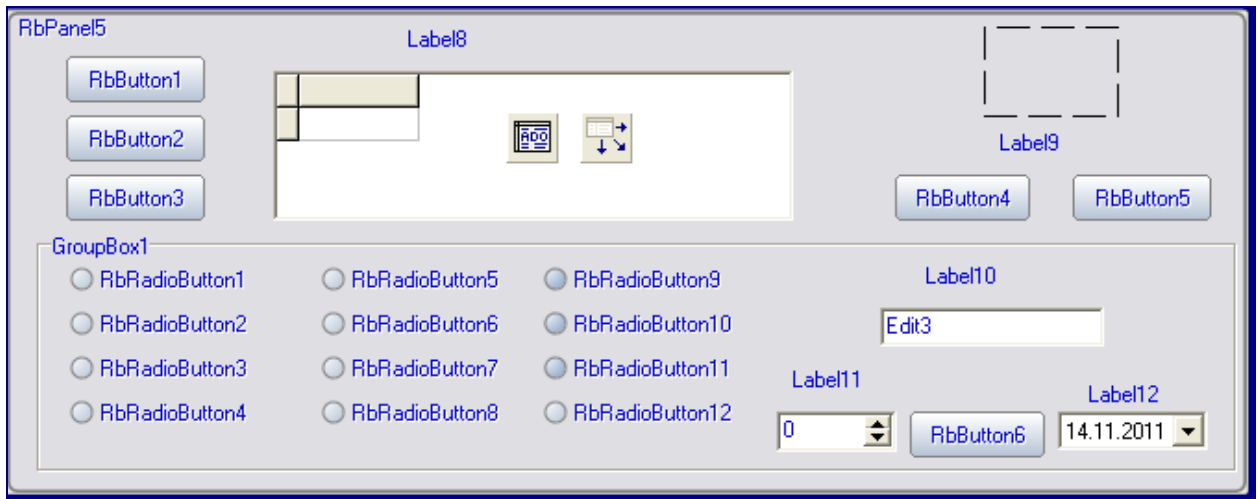 RbPanel5
Label8
RbButton1
RbButton2
RbButton3
ADO
Label9
RbButton4 RbButton5
GroupBox1
RbRadioButton1 RbRadioButton5 RbRadioButton9
RbRadioButton2 RbRadioButton6 RbRadioButton10
RbRadioButton3 RbRadioButton7 RbRadioButton11
RbRadioButton4 RbRadioButton8 RbRadioButton12
Label10
Edit3
Label11 Label12
0 RbButton6 14.11.2011